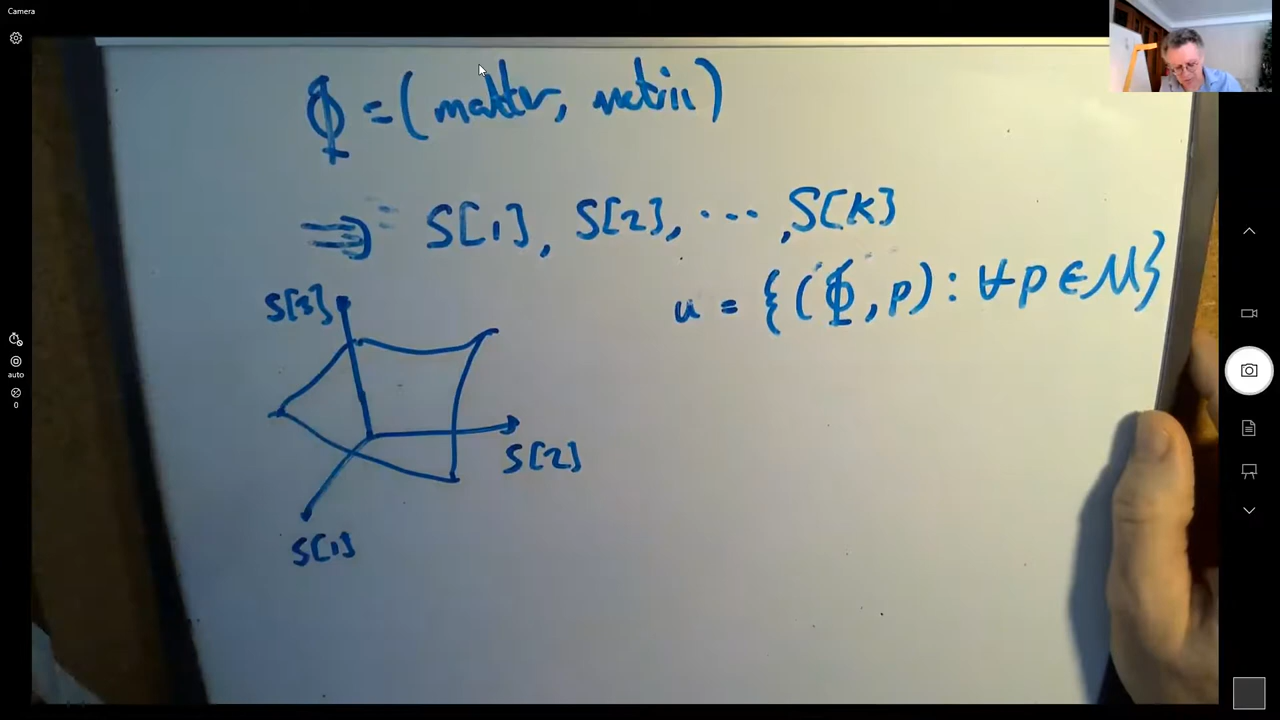 Camera
Φ = (matter, metric)
⇒ S[1], S[2], ... , S[K]
u = {(Φ, p) : ∀ p ∈ M}
S[3]
auto
0
S[2]
S[1]